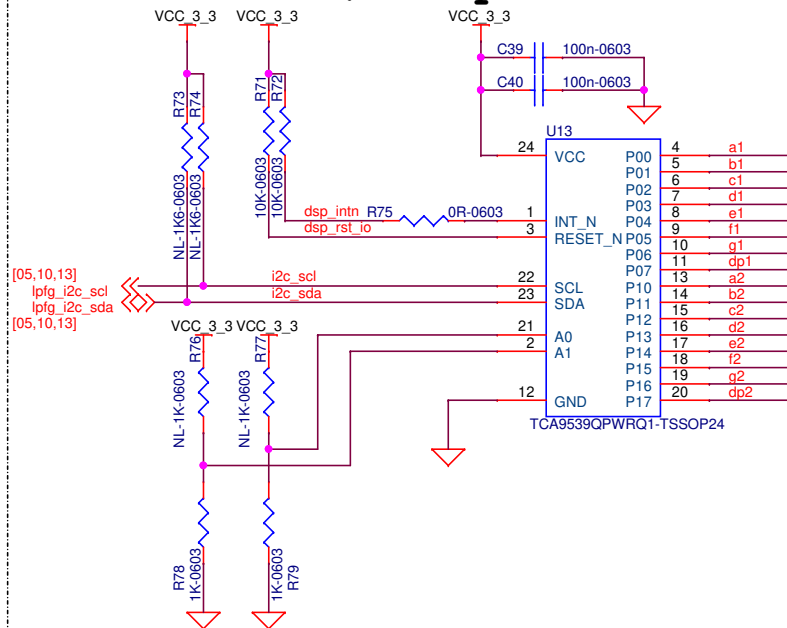 VCC_3_3
VCC_3_3
VCC_3_3
C39
100n-0603
C40
100n-0603
R73
R74
R71
R72
NL-1K6-0603
NL-1K6-0603
10K-0603
10K-0603
U13
24
VCC
P00
4
a1
P01
5
b1
P02
6
c1
P03
7
d1
dsp_intn
R75
0R-0603
1
INT_N
P04
8
e1
dsp_rst_io
3
RESET_N
P05
9
f1
P06
10
g1
P07
11
dp1
[05,10,13]
lpfg_i2c_scl
i2c_scl
22
SCL
P10
13
a2
lpfg_i2c_sda
i2c_sda
23
SDA
P11
14
b2
[05,10,13]
P12
15
c2
VCC_3_3
VCC_3_3
21
A0
P13
16
d2
2
A1
P14
17
e2
P15
18
f2
P16
19
g2
12
GND
P17
20
dp2
TCA9539QPWRQ1-TSSOP24
R76
R77
NL-1K-0603
NL-1K-0603
R78
1K-0603
1K-0603
R79